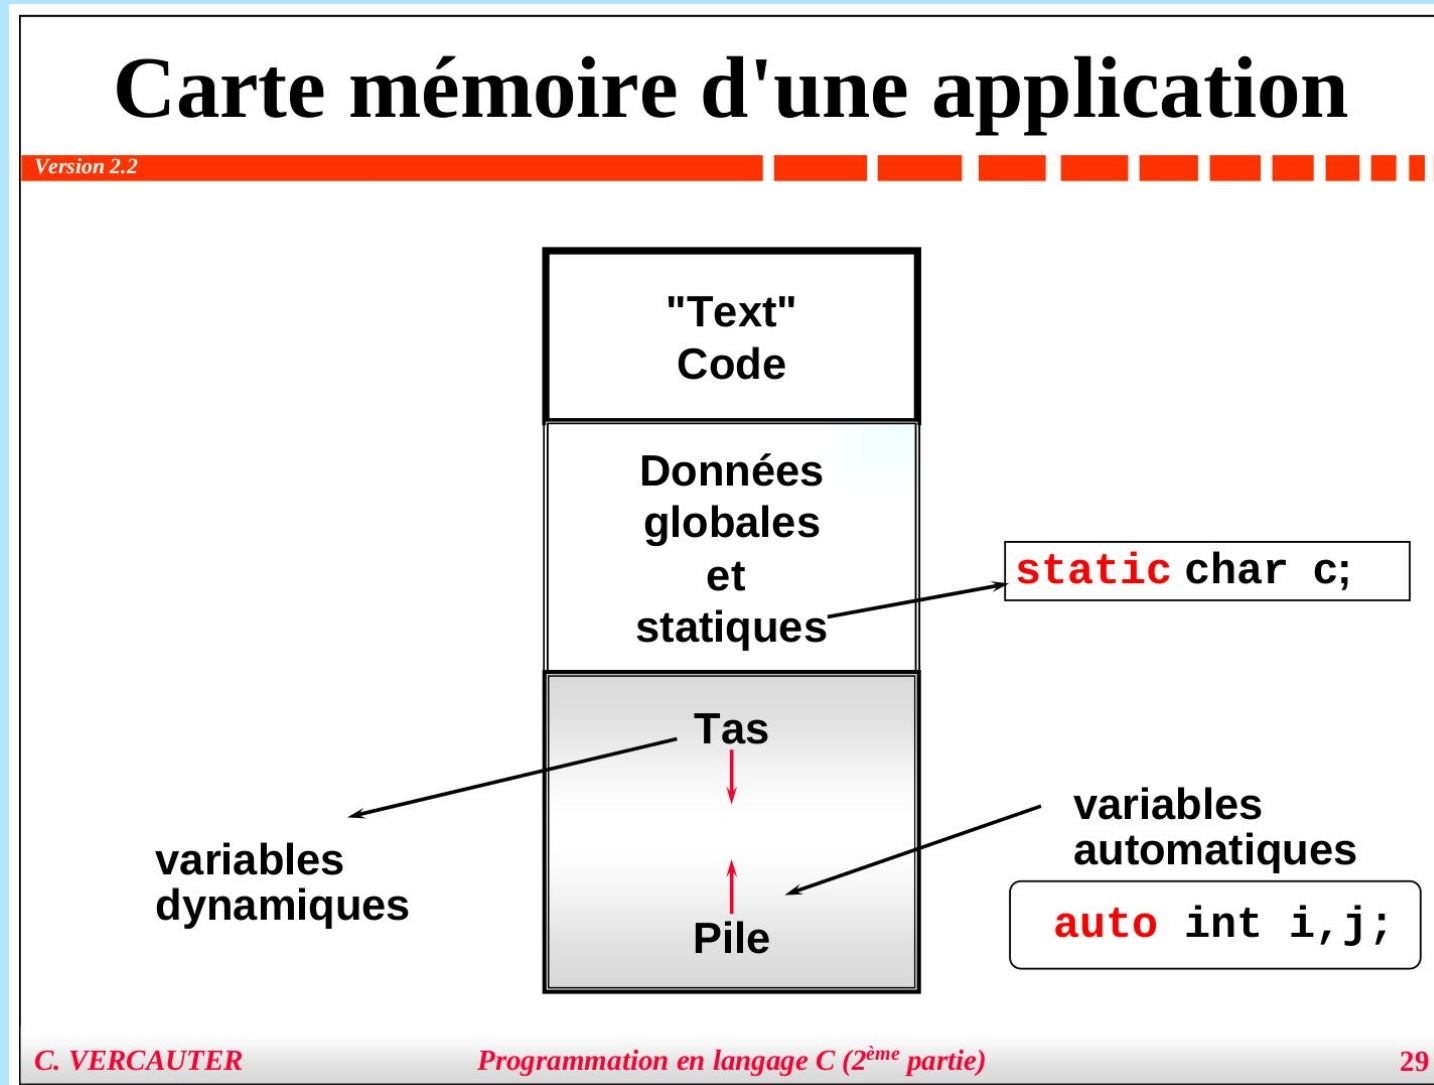 Carte mémoire d'une application
Version 2.2
"Text"
Code
Données
globales
et
statiques
static char c;
Tas
variables
dynamiques
variables
automatiques
auto int i,j;
Pile
C. VERCAUTER
Programmation en langage C (2ème partie)
29